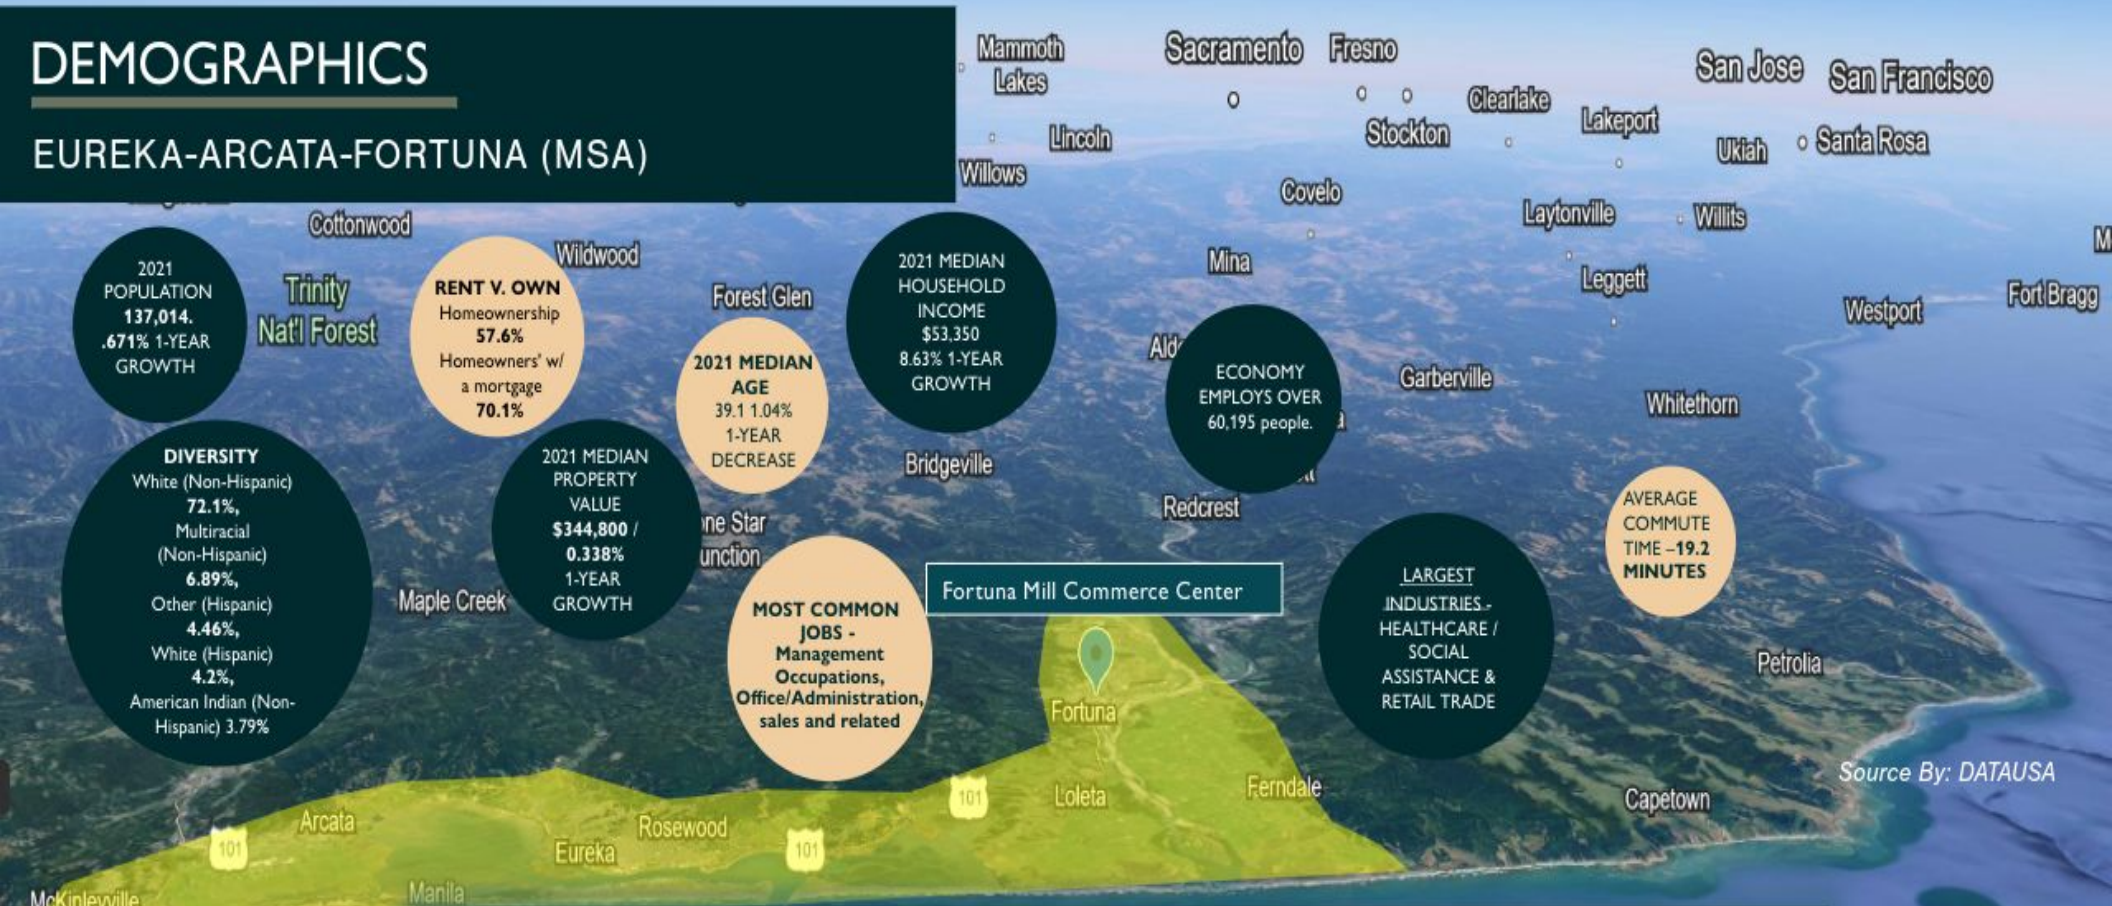 DEMOGRAPHICS
EUREKA-ARCATA-FORTUNA (MSA)
Mammoth
Lakes
Sacramento
Fresno
San Jose
San Francisco
Clearlake
Lakeport
Lincoln
Stockton
Ukiah
Santa Rosa
Willows
Covelo
Cottonwood
Laytonville
Willits
Wildwood
Mina
Leggett
Fort Bragg
Westport
Trinity
Nat'l Forest
Forest Glen
Garberville
Whitethorn
2021
POPULATION
137,014.
.671% 1-YEAR
GROWTH
RENT V. OWN
Homeownership
57.6%
Homeowners' w/
a mortgage
70.1%
2021 MEDIAN
AGE
39.1 1.04%
1-YEAR
DECREASE
2021 MEDIAN
HOUSEHOLD
INCOME
$53,350
8.63% 1-YEAR
GROWTH
ECONOMY
EMPLOYS OVER
60,195 people.
DIVERSITY
White (Non-Hispanic)
72.1%,
Multiracial
(Non-Hispanic)
6.89%,
Other (Hispanic)
4.46%,
White (Hispanic)
4.2%,
American Indian (Non-
Hispanic) 3.79%
2021 MEDIAN
PROPERTY
VALUE
$344,800 /
0.338%
1-YEAR
GROWTH
Bridgeville
Redcrest
Maple Creek
MOST COMMON
JOBS -
Management
Occupations,
Office/Administration,
sales and related
Fortuna Mill Commerce Center
LARGEST
INDUSTRIES -
HEALTHCARE /
SOCIAL
ASSISTANCE &
RETAIL TRADE
AVERAGE
COMMUTE
TIME –19.2
MINUTES
Petrolia
Fortuna
Source By: DATAUSA
Ferndale
Loleta
101
Capetown
Arcata
Rosewood
101
101
Eureka
Manila
McKinleyville